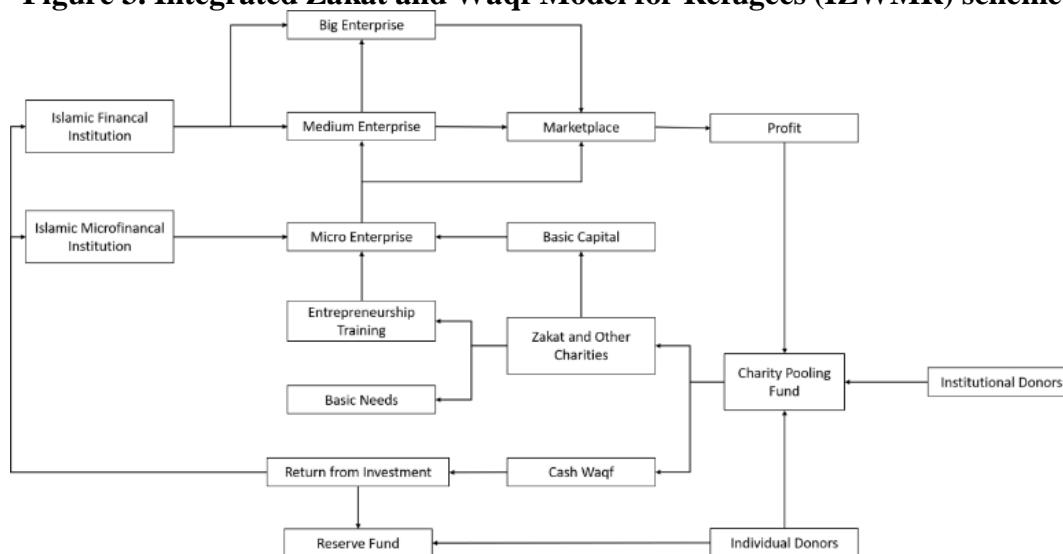 Figure 3. Integrated Zakat and Waqf Model for Refugees (IZWMR) scheme
Big Enterprise
Islamic Financal
Institution
Medium Enterprise
Marketplace
Profit
Islamic Microfinancal
Institution
Micro Enterprise
Basic Capital
Entrepreneurship
Training
Zakat and Other
Charities
Charity Pooling
Fund
Institutional Donors
Basic Needs
Return from Investment
Cash Waqf
Reserve Fund
Individual Donors